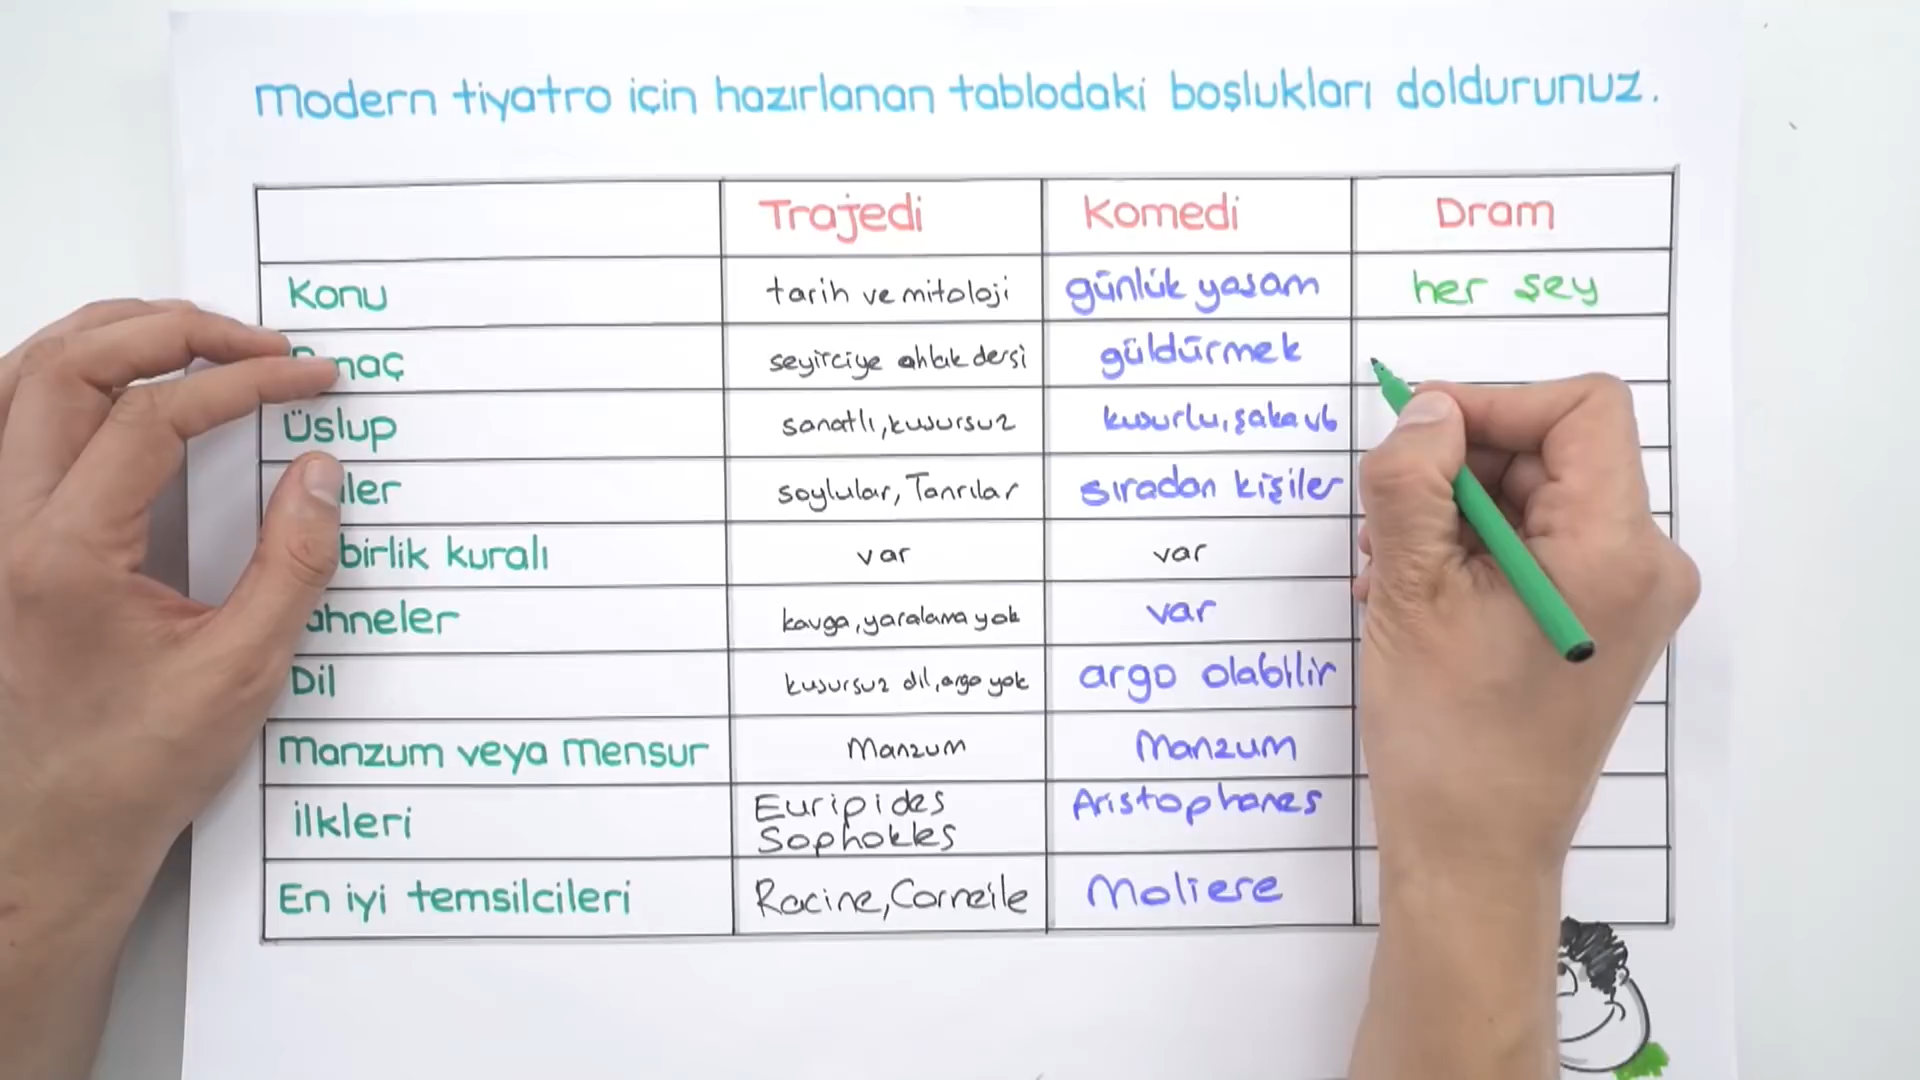 Modern tiyatro için hazırlanan tablodaki boşlukları doldurunuz.
Trajedi Komedi Dram
Konu tarih ve mitoloji günlük yaşam her şey
maç seyirciye ahlak dersi güldürmek
Üslup sanatlı, kusursuz kusurlu, şaka vb
iler soylular, Tanrılar sıradan kişiler
birlik kuralı var var
ahneler kavga, yaralama yok var
Dil kusursuz dil, argo yok argo olabilir
Manzum veya Mensur Manzum Manzum
İlkleri Euripides Aristophanes
Sophokles
En iyi temsilcileri Racine, Corneile Moliere